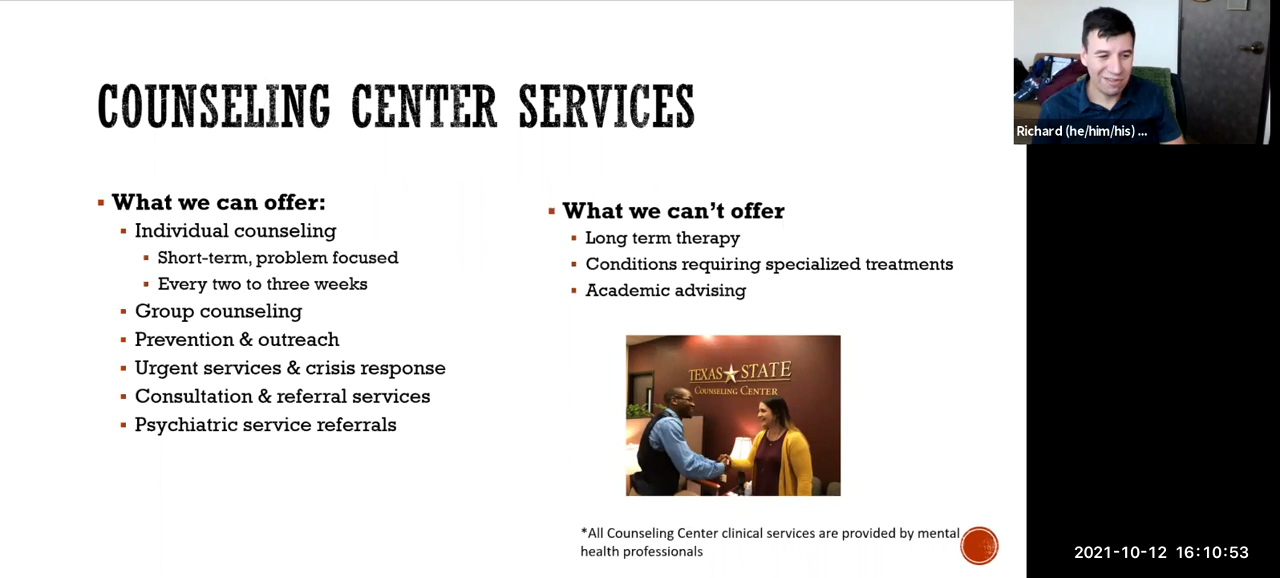 COUNSELING CENTER SERVICES
What we can offer:
Individual counseling
Short-term, problem focused
Every two to three weeks
Group counseling
Prevention & outreach
Urgent services & crisis response
Consultation & referral services
Psychiatric service referrals
What we can’t offer
Long term therapy
Conditions requiring specialized treatments
Academic advising
TEXAS STATE
COUNSELING CENTER
*All Counseling Center clinical services are provided by mental
health professionals
Richard (he/him/his) ...
2021-10-12 16:10:53